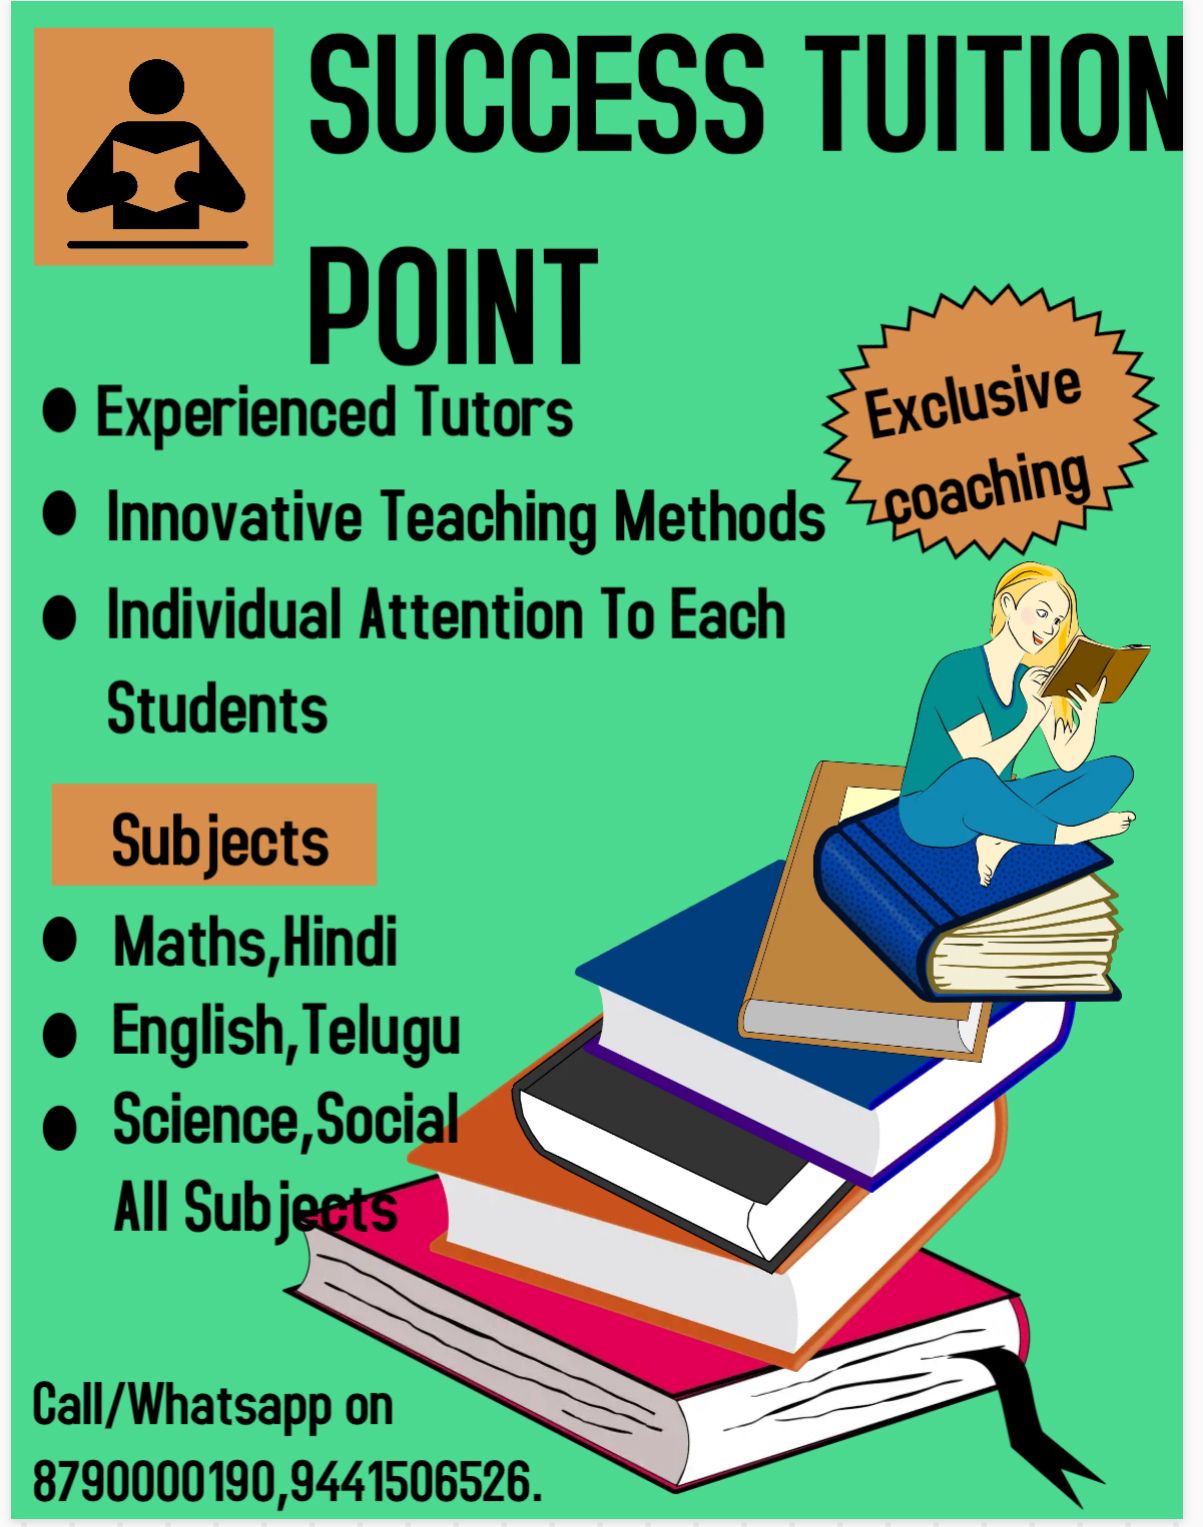 SUCCESS TUITION
POINT
Experienced Tutors
Innovative Teaching Methods
Individual Attention To Each
Students
Exclusive
coaching
Subjects
Maths,Hindi
English,Telugu
Science,Social
All Subjects
Call/Whatsapp on
8790000190,9441506526.